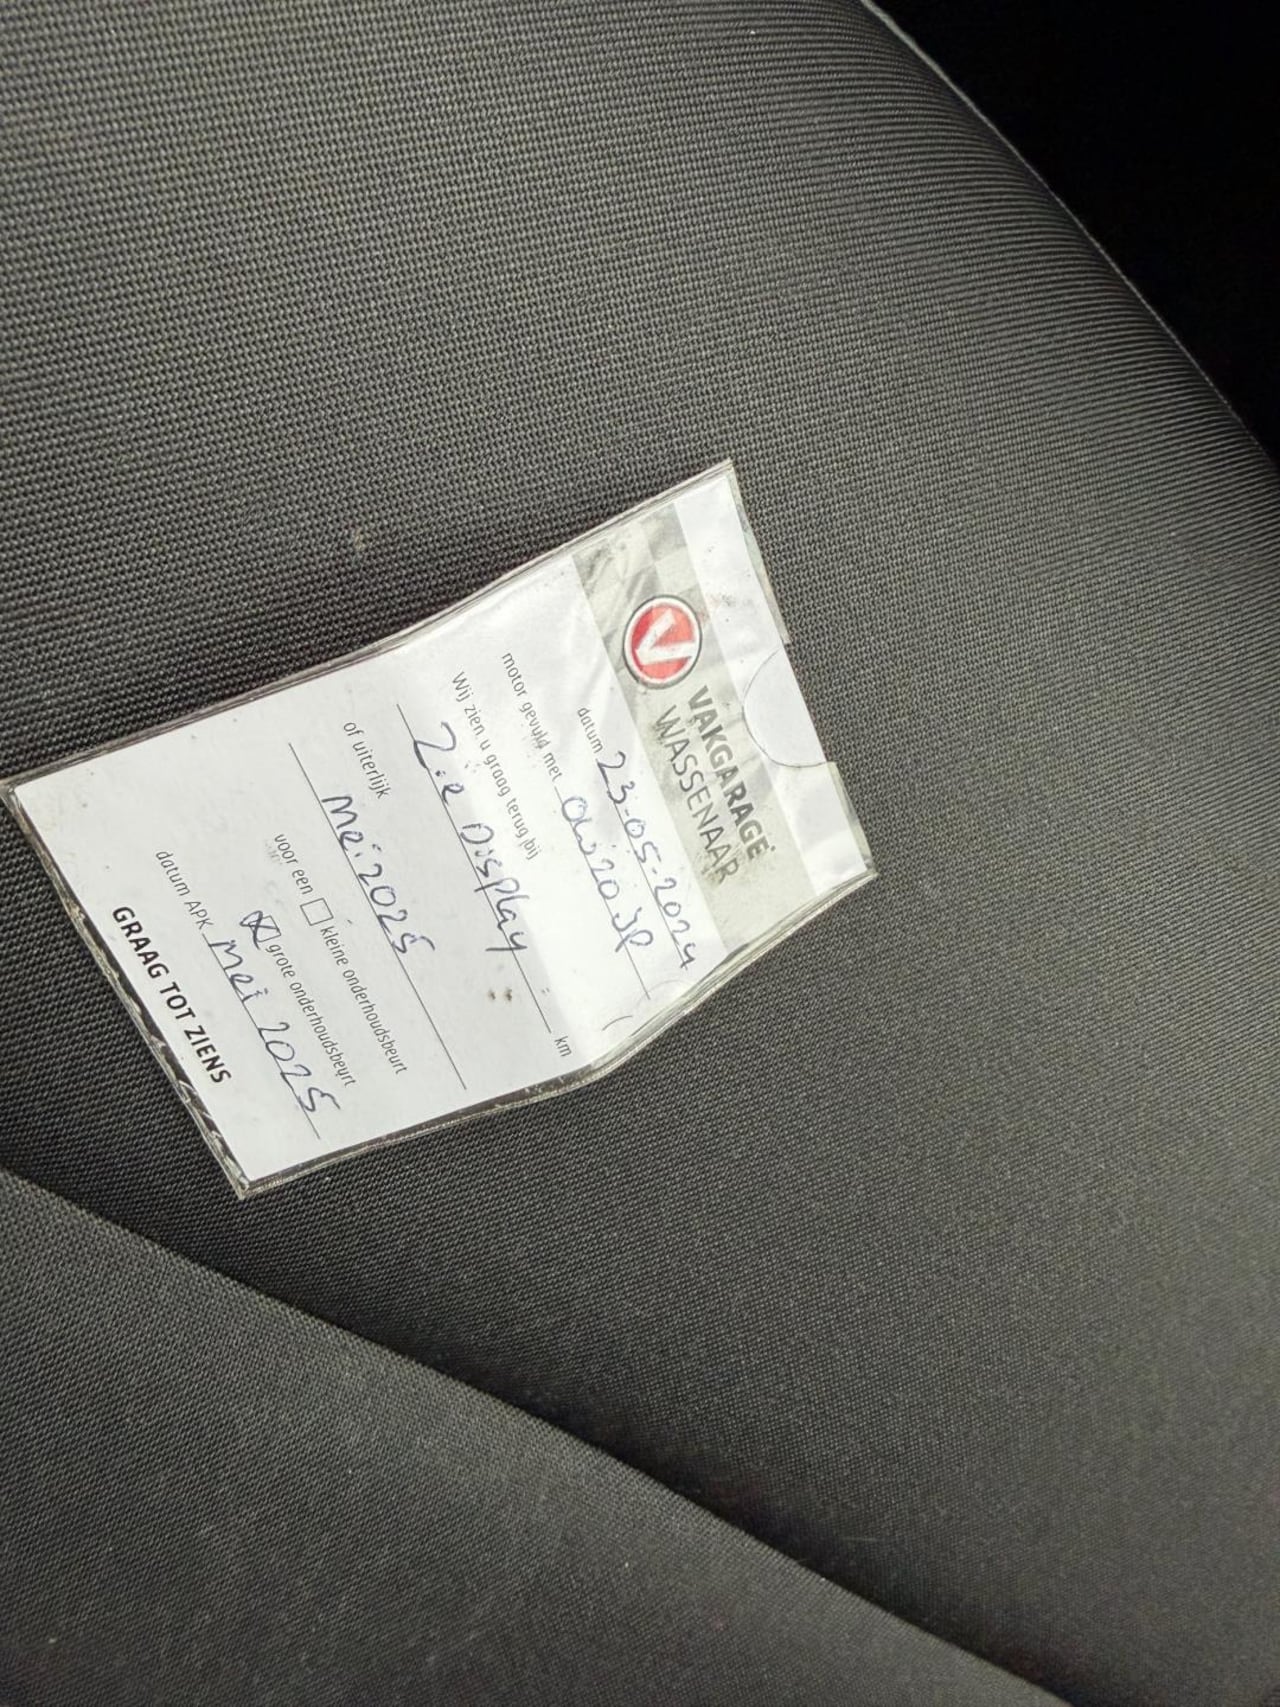 VAKGARAGE
WASSENAAR
datum 23-05-2024
motor gevuld met 0w20
Wij zien u graag terug bij
Zie Display km
of uiterlijk
Mei 2025
voor een kleine onderhoudsbeurt
grote onderhoudsbeurt
datum APK Mei 2025
GRAAG TOT ZIENS